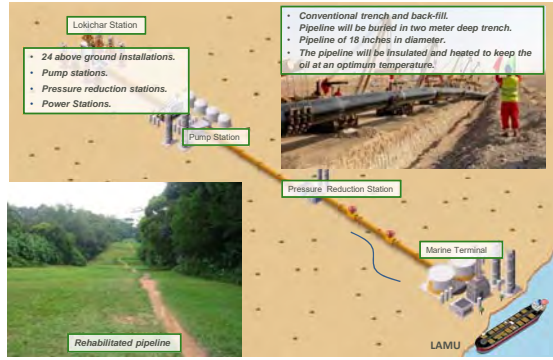 Lokichar Station
• 24 above ground installations.
• Pump stations.
• Pressure reduction stations.
• Power Stations.
• Conventional trench and back-fill.
• Pipeline will be buried in two meter deep trench.
• Pipeline of 18 inches in diameter.
• The pipeline will be insulated and heated to keep the
oil at an optimum temperature.
Pump Station
Pressure Reduction Station
Marine Terminal
Rehabilitated pipeline
LAMU